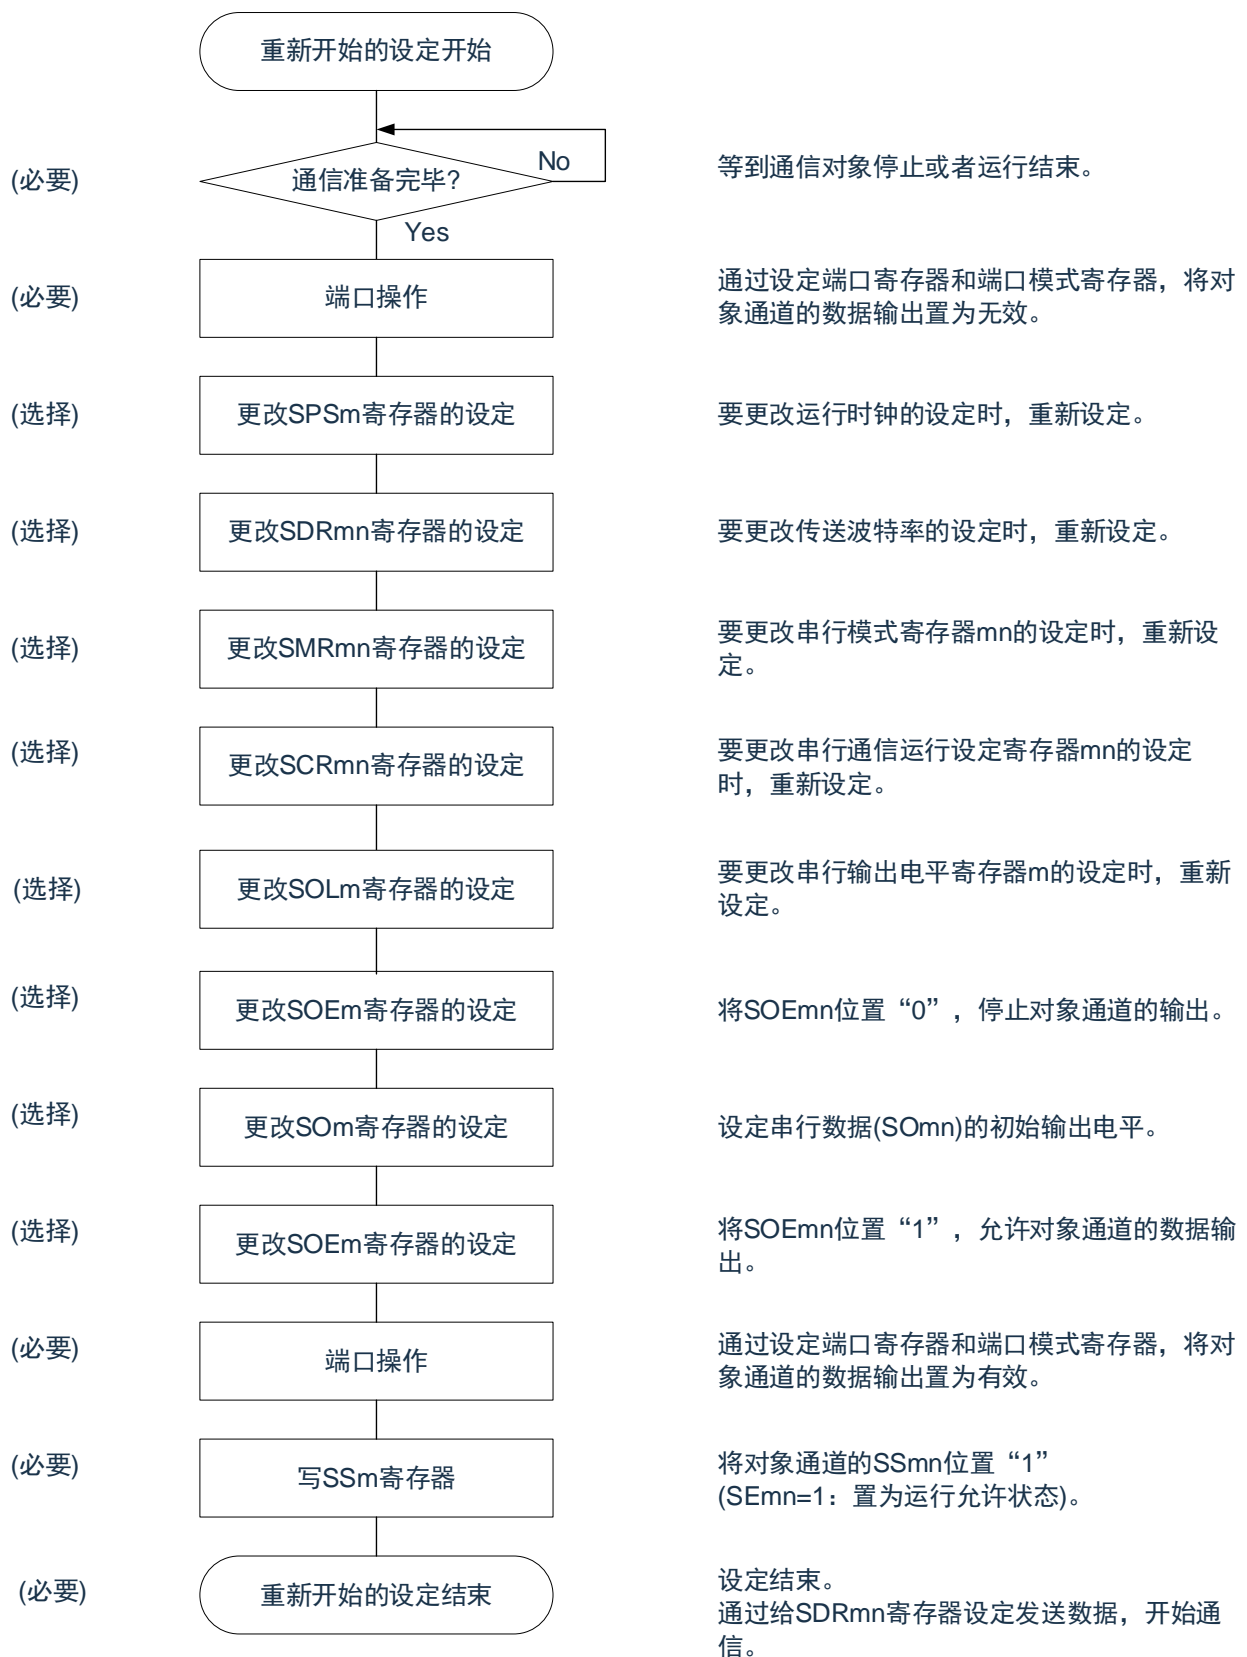 重新开始的设定开始
(必要)
通信准备完毕?
No
等到通信对象停止或者运行结束。
Yes
(必要)
端口操作
通过设定端口寄存器和端口模式寄存器，将对
象通道的数据输出置为无效。
(选择)
更改SPSm寄存器的设定
要更改运行时钟的设定时，重新设定。
(选择)
更改SDRmn寄存器的设定
要更改传送波特率的设定时，重新设定。
(选择)
更改SMRmn寄存器的设定
要更改串行模式寄存器mn的设定时，重新设
定。
(选择)
更改SCRmn寄存器的设定
要更改串行通信运行设定寄存器mn的设定
时，重新设定。
(选择)
更改SOLm寄存器的设定
要更改串行输出电平寄存器m的设定时，重新
设定。
(选择)
更改SOEm寄存器的设定
将SOEmn位置“0”，停止对象通道的输出。
(选择)
更改SOm寄存器的设定
设定串行数据(SOmn)的初始输出电平。
(选择)
更改SOEm寄存器的设定
将SOEmn位置“1”，允许对象通道的数据输
出。
(必要)
端口操作
通过设定端口寄存器和端口模式寄存器，将对
象通道的数据输出置为有效。
(必要)
写SSm寄存器
将对象通道的SSmn位置“1”
(SEmn=1：置为运行允许状态)。
(必要)
重新开始的设定结束
设定结束。
通过给SDRmn寄存器设定发送数据，开始通
信。